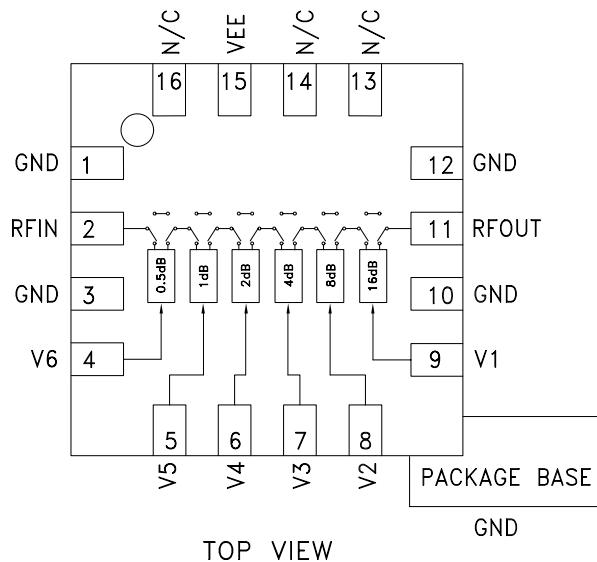 N/C VEE N/C N/C
16 15 14 13
GND 1 12 GND
RFIN 2 11 RFOUT
0.5dB 1dB 2dB 4dB 8dB 16dB
GND 3 10 GND
V6 4 9 V1
5 6 7 8
V5 V4 V3 V2
PACKAGE BASE
GND
TOP VIEW